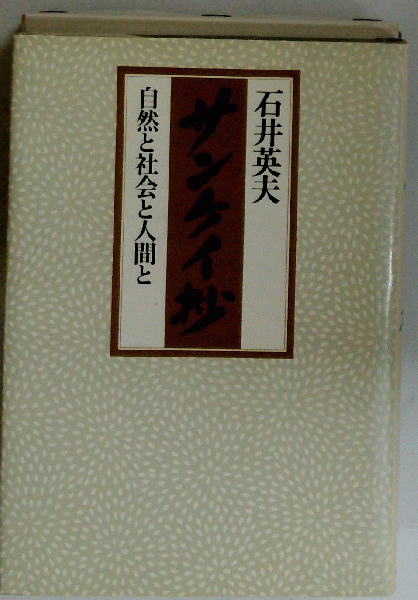 石井英夫
サンケイ抄
自然と社会と人間と